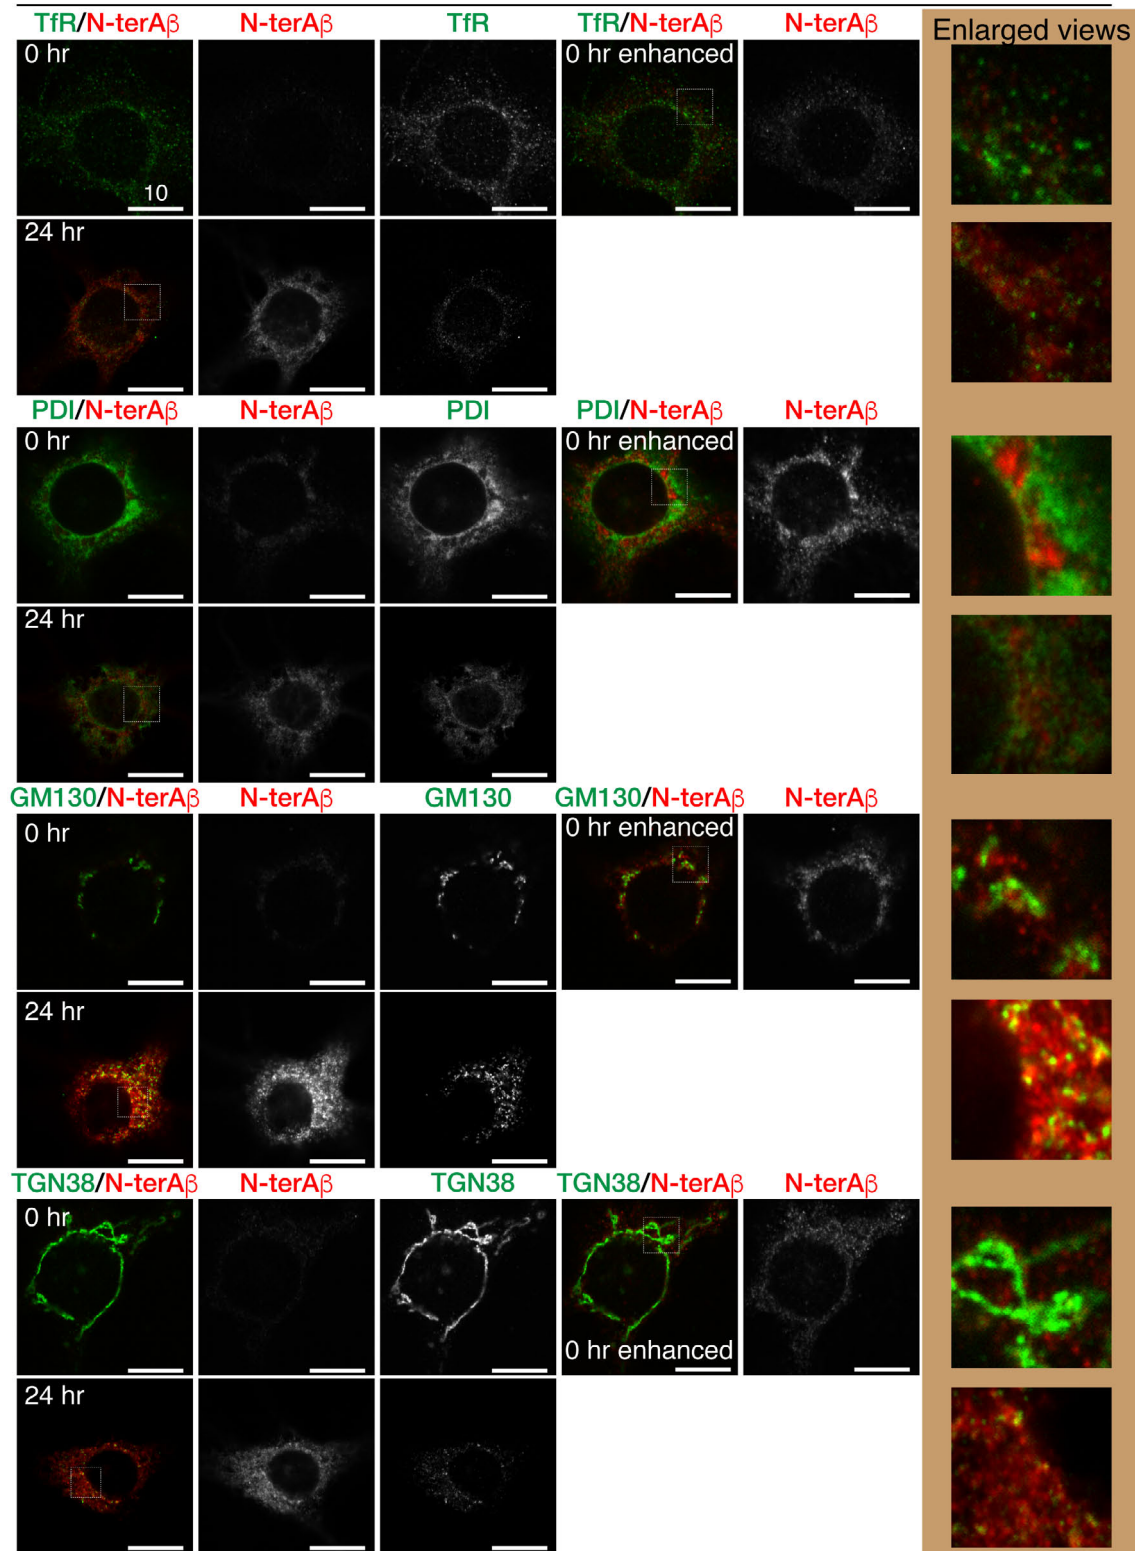 TfR/N-terAβ N-terAβ TfR TfR/N-terAβ N-terAβ Enlarged views
0 hr 0 hr enhanced
10
24 hr
PDI/N-terAβ N-terAβ PDI PDI/N-terAβ N-terAβ
0 hr 0 hr enhanced
24 hr
GM130/N-terAβ N-terAβ GM130 GM130/N-terAβ N-terAβ
0 hr 0 hr enhanced
24 hr
TGN38/N-terAβ N-terAβ TGN38 TGN38/N-terAβ N-terAβ
0 hr
0 hr enhanced
24 hr